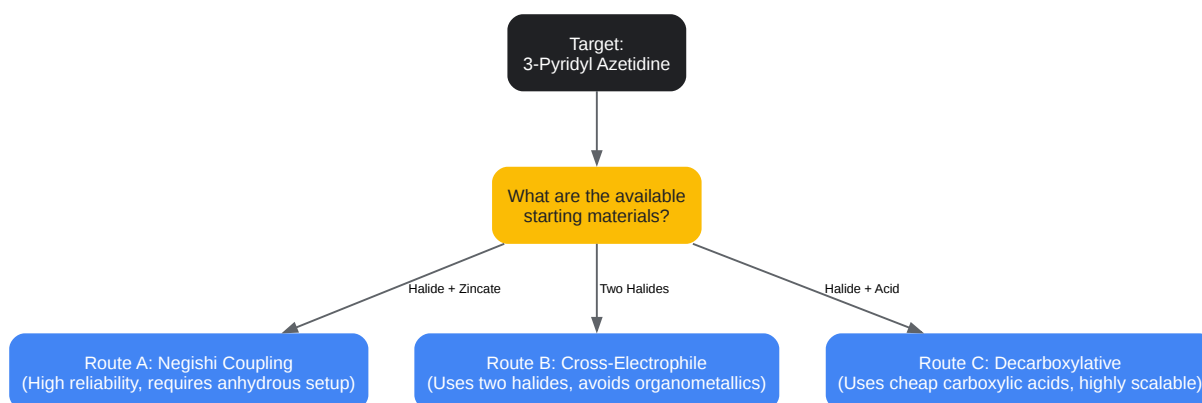 Target:
3-Pyridyl Azetidine
What are the available
starting materials?
Halide + Zincate
Two Halides
Halide + Acid
Route A: Negishi Coupling
(High reliability, requires anhydrous setup)
Route B: Cross-Electrophile
(Uses two halides, avoids organometallics)
Route C: Decarboxylative
(Uses cheap carboxylic acids, highly scalable)